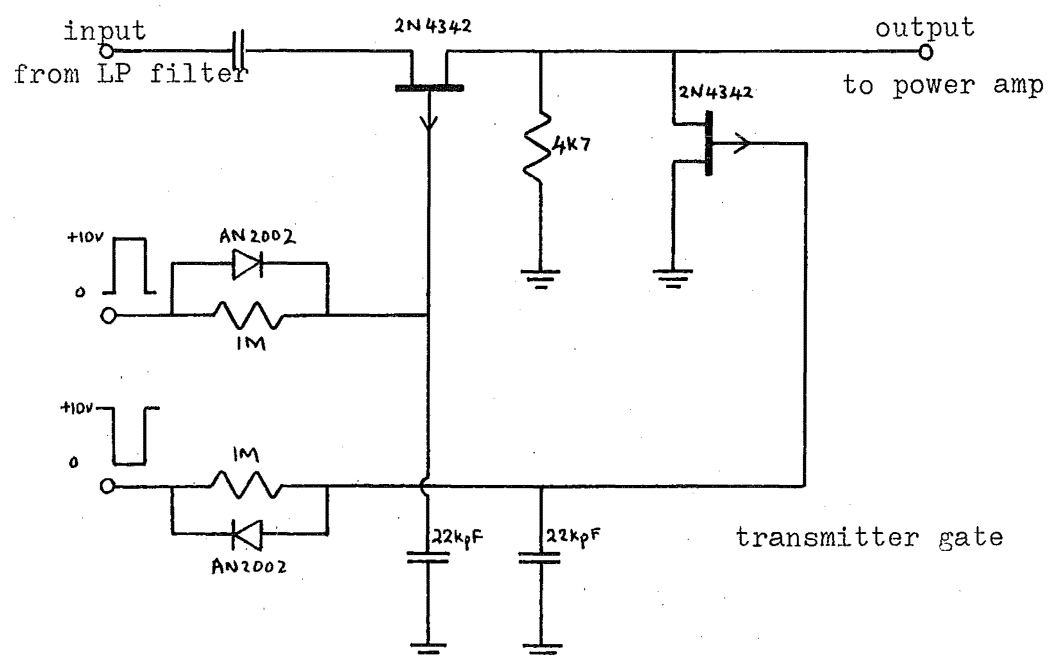 input
2N4342
output
from LP filter
2N4342
to power amp
4K7
+10V
AN2002
0
1M
+10V
1M
0
22kpF
22kpF
transmitter gate
AN2002